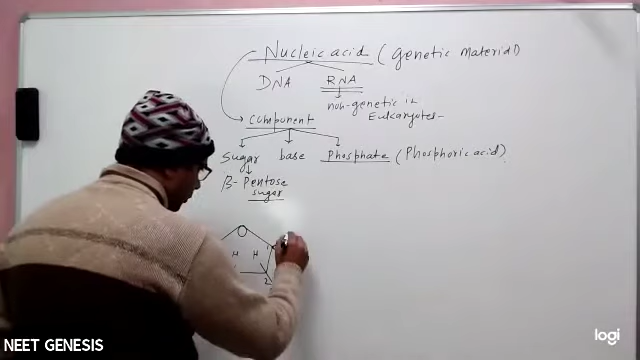 Nucleic acid (genetic material)
DNA RNA
non-genetic in
Eukaryotes-
Component
Sugar base Phosphate (Phosphoric acid).
β- Pentose
sugar
H H
2
NEET GENESIS
logi